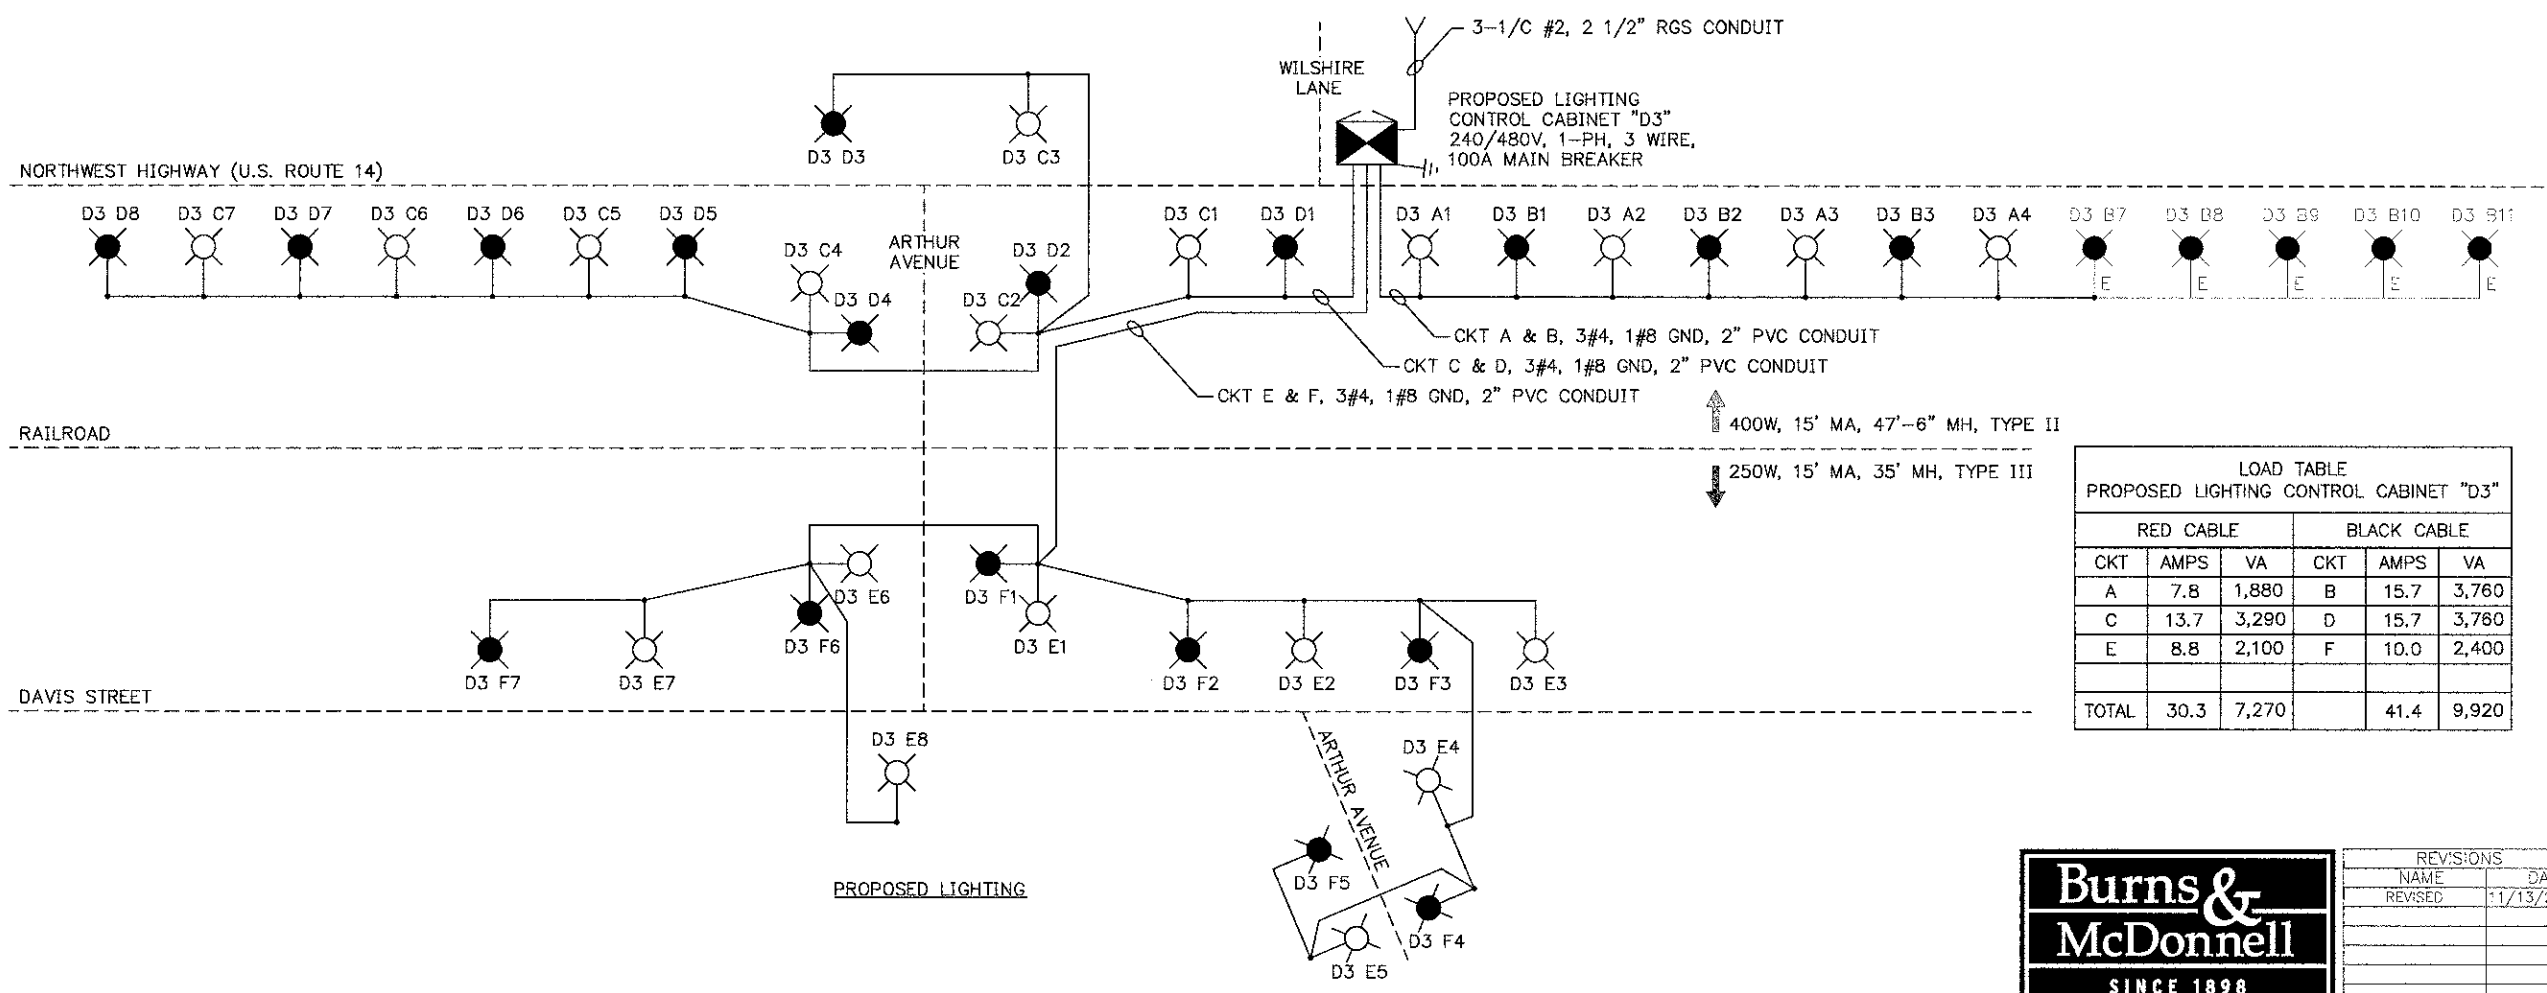 3-1/C #2, 2 1/2" RGS CONDUIT
WILSHIRE
LANE
PROPOSED LIGHTING
CONTROL CABINET "D3"
240/480V, 1-PH, 3 WIRE,
100A MAIN BREAKER
D3 D3
D3 C3
NORTHWEST HIGHWAY (U.S. ROUTE 14)
D3 D8
D3 C7
D3 D7
D3 C6
D3 D6
D3 C5
D3 D5
D3 C4
D3 D4
ARTHUR
AVENUE
D3 D2
D3 C2
D3 C1
D3 D1
D3 A1
D3 B1
D3 A2
D3 B2
D3 A3
D3 B3
D3 A4
D3 B7
D3 B8
D3 B9
D3 B10
D3 B11
E
E
E
E
E
CKT A & B, 3#4, 1#8 GND, 2" PVC CONDUIT
CKT C & D, 3#4, 1#8 GND, 2" PVC CONDUIT
CKT E & F, 3#4, 1#8 GND, 2" PVC CONDUIT
400W, 15' MA, 47'-6" MH, TYPE II
RAILROAD
250W, 15' MA, 35' MH, TYPE III
LOAD TABLE
PROPOSED LIGHTING CONTROL CABINET "D3"
RED CABLE BLACK CABLE
CKT AMPS VA CKT AMPS VA
A 7.8 1,880 B 15.7 3,760
C 13.7 3,290 D 15.7 3,760
E 8.8 2,100 F 10.0 2,400
TOTAL 30.3 7,270 41.4 9,920
D3 E6
D3 F1
D3 F6
D3 E1
D3 F7
D3 E7
D3 F2
D3 E2
D3 F3
D3 E3
DAVIS STREET
D3 E8
D3 E4
ARTHUR AVENUE
D3 F5
D3 F4
D3 E5
PROPOSED LIGHTING
Burns &
McDonnell
SINCE 1898
REVISIONS
NAME DA
REVISED 11/13/